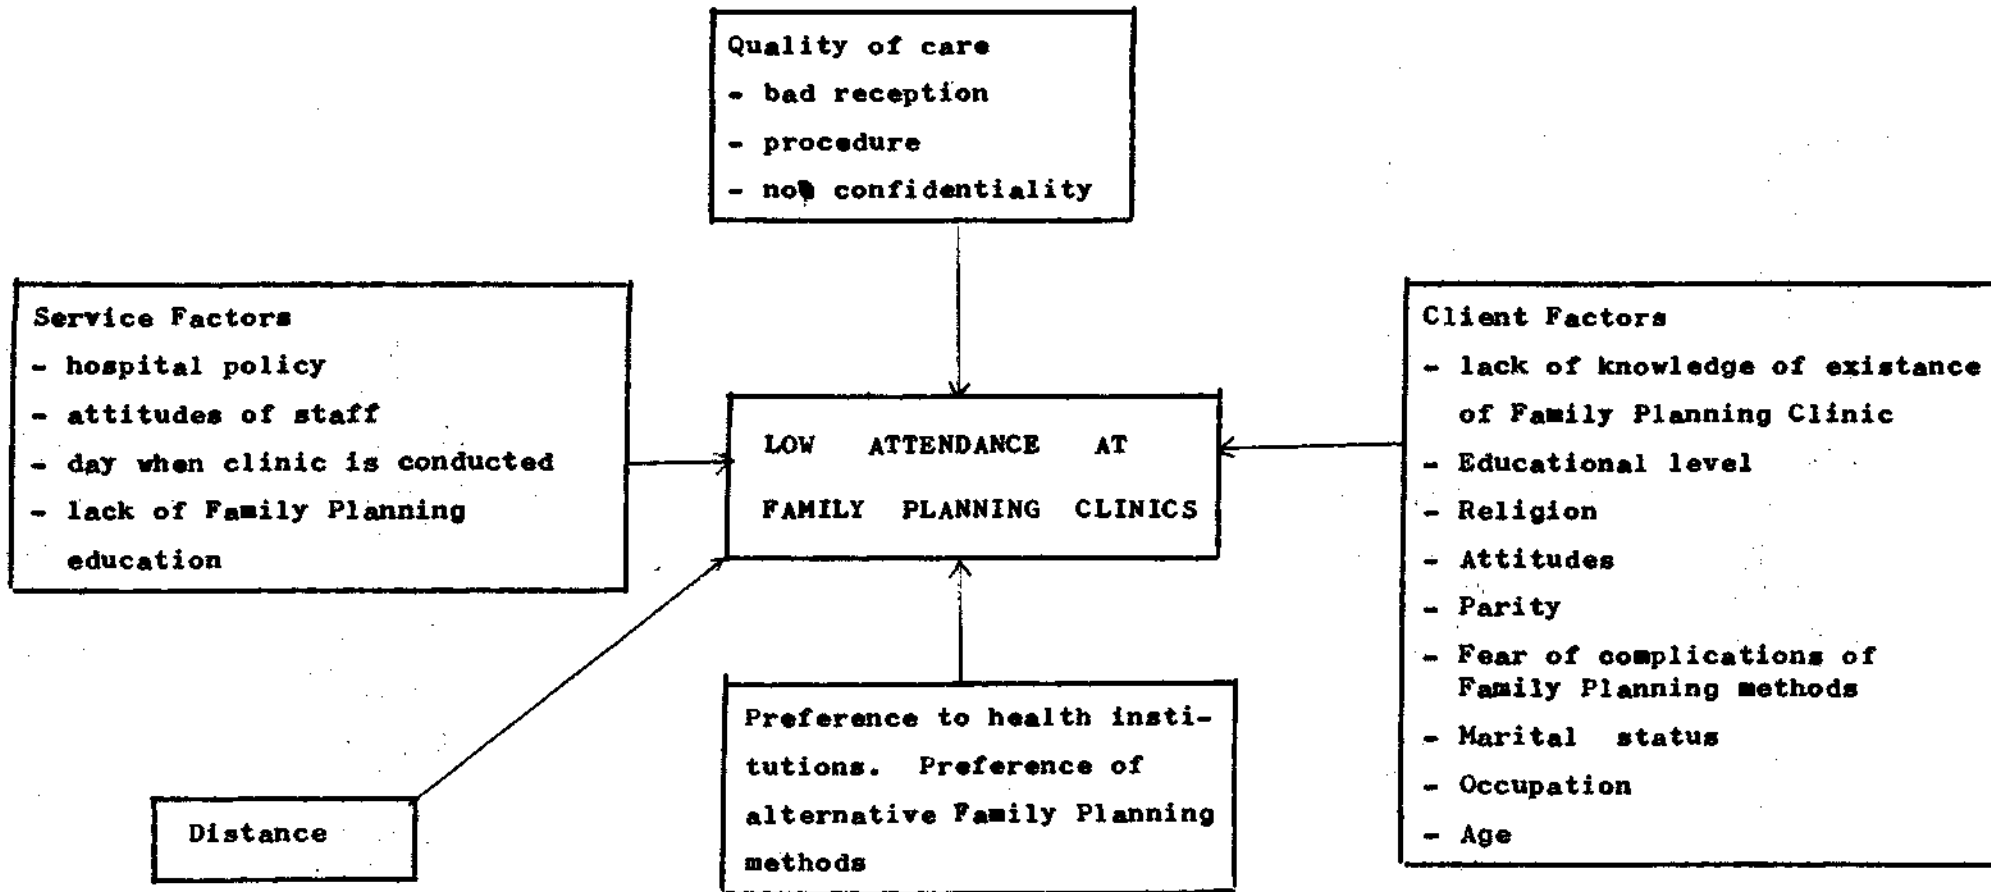 Quality of care
- bad reception
- procedure
- no confidentiality
Service Factors
- hospital policy
- attitudes of staff
- day when clinic is conducted
- lack of Family Planning
education
LOW ATTENDANCE AT
FAMILY PLANNING CLINICS
Client Factors
- lack of knowledge of existance
of Family Planning Clinic
- Educational level
- Religion
- Attitudes
- Parity
- Fear of complications of
Family Planning methods
- Marital status
- Occupation
- Age
Distance
Preference to health insti-
tutions. Preference of
alternative Family Planning
methods